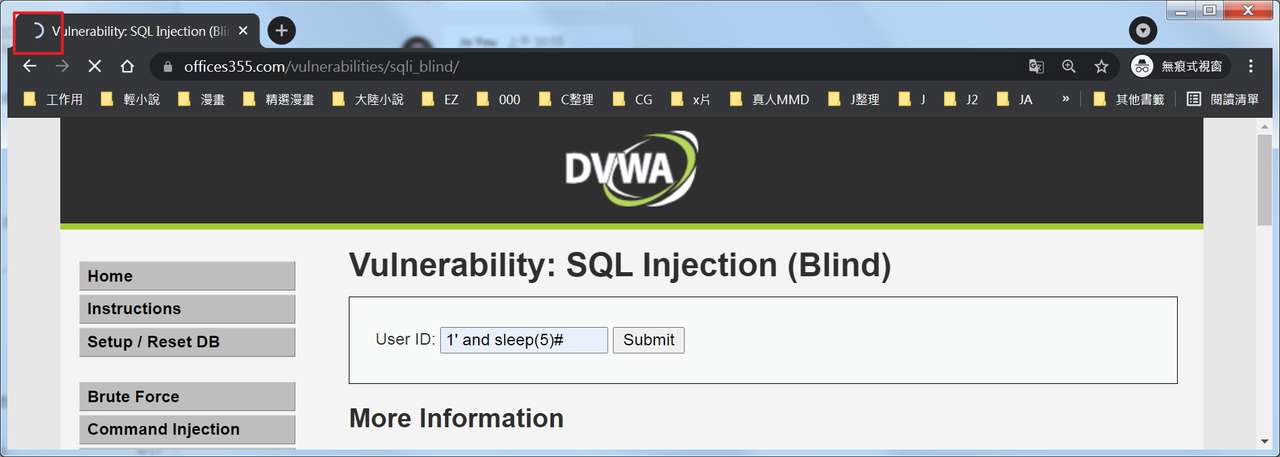 Vulnerability: SQL Injection (Bli
offices355.com/vulnerabilities/sqli_blind/
無痕式視窗
工作用 輕小說 漫畫 精選漫畫 大陸小說 EZ 000 C整理 CG x片 真人MMD J整理 J J2 JA » 其他書籤 閱讀清單
DVWA
Vulnerability: SQL Injection (Blind)
Home
Instructions
Setup / Reset DB
User ID: 1' and sleep(5)# Submit
Brute Force
Command Injection
More Information